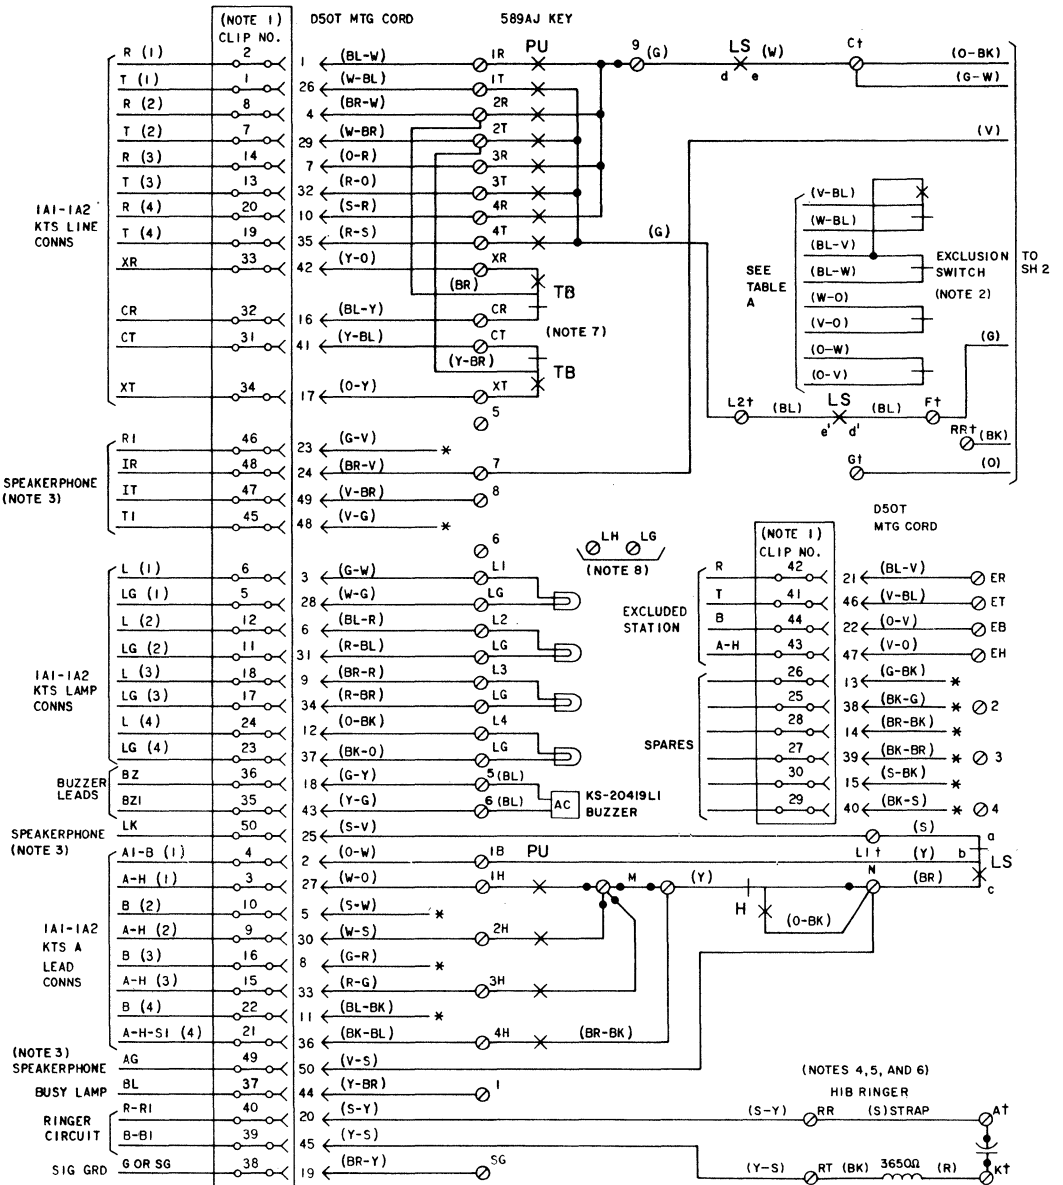 (NOTE 1) D50T MTG CORD 589AJ KEY
CLIP NO.
R (1) 2 1 (BL-W) 1R PU 9 (G) LS (W) C† (O-BK)
d e
T (1) 1 26 (W-BL) 1T (G-W)
R (2) 8 4 (BR-W) 2R
T (2) 7 29 (W-BR) 2T (V)
R (3) 14 7 (O-R) 3R
T (3) 13 32 (R-O) 3T (V-BL)
R (4) 20 10 (S-R) 4R (W-BL)
T (4) 19 35 (R-S) 4T (G) (BL-V)
1A1-1A2
KTS LINE
CONNS
XR 33 42 (Y-O) XR (BL-W)
(BR) TB
SEE
TABLE
A
EXCLUSION
SWITCH
(NOTE 2)
TO
SH 2
(W-O)
CR 32 16 (BL-Y) CR (V-O)
(NOTE 7)
CT 31 41 (Y-BL) CT (O-W) (G)
(Y-BR) TB (O-V)
XT 34 17 (O-Y) XT
5 L2† (BL) LS (BL) F†
e' d'
RR† (BK)
R1 46 23 (G-V) *
1R 48 24 (BR-V) 7 G† (O)
SPEAKERPHONE
(NOTE 3)
1T 47 49 (V-BR) 8
T1 45 48 (V-G) *
6 LH LG
(NOTE 8)
D50T
MTG CORD
(NOTE 1)
CLIP NO.
L (1) 6 3 (G-W) L1
LG (1) 5 28 (W-G) LG
L (2) 12 6 (BL-R) L2
LG (2) 11 31 (R-BL) LG
1A1-1A2
KTS LAMP
CONNS
L (3) 18 9 (BR-R) L3
LG (3) 17 34 (R-BR) LG
L (4) 24 12 (O-BK) L4
LG (4) 23 37 (BK-O) LG
EXCLUDED
STATION
R 42 21 (BL-V) ER
T 41 46 (V-BL) ET
B 44 22 (O-V) EB
A-H 43 47 (V-O) EH
SPARES
26 13 (G-BK) *
25 38 (BK-G) * 2
28 14 (BR-BK) *
27 39 (BK-BR) * 3
30 15 (S-BK) *
29 40 (BK-S) * 4
BUZZER
LEADS
BZ 36 18 (G-Y) 5 (BL)
BZ1 35 43 (Y-G) 6 (BL)
AC KS-20419L1
BUZZER
SPEAKERPHONE
(NOTE 3)
LK 50 25 (S-V) L1† (S) a
A1-B (1) 4 2 (O-W) 1B PU (Y) b LS
A-H (1) 3 27 (W-O) 1H M (Y) H N (BR) c
B (2) 10 5 (S-W) * (O-BK)
A-H (2) 9 30 (W-S) 2H
1A1-1A2
KTS A
LEAD
CONNS
B (3) 16 8 (G-R) *
A-H (3) 15 33 (R-G) 3H
B (4) 22 11 (BL-BK) *
A-H-S1 (4) 21 36 (BK-BL) 4H (BR-BK)
(NOTE 3)
SPEAKERPHONE
AG 49 50 (V-S)
BUSY LAMP BL 37 44 (Y-BR) 1
(NOTES 4, 5, AND 6)
H1B RINGER
RINGER
CIRCUIT
R-R1 40 20 (S-Y) (S-Y) RR (S) STRAP A†
B-B1 39 45 (Y-S)
SIG GRD G OR SG 38 19 (BR-Y) SG (Y-S) RT (BK) 3650Ω (R) K†